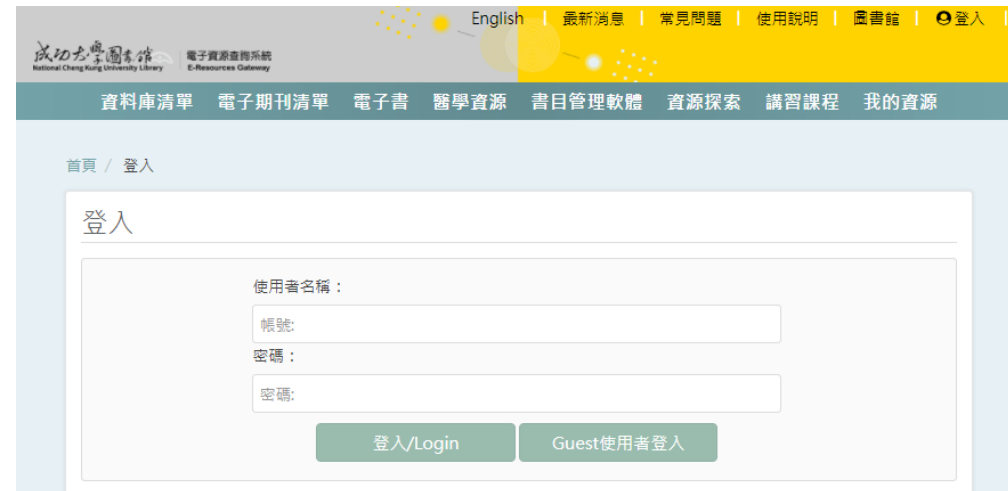 English | 最新消息 | 常見問題 | 使用說明 | 圖書館 | 登入 |
成功大學圖書館
National Cheng Kung University Library
電子資源查詢系統
E-Resources Gateway
資料庫清單 電子期刊清單 電子書 醫學資源 書目管理軟體 資源探索 講習課程 我的資源
首頁 / 登入
登入
使用者名稱：
帳號:
密碼：
密碼:
登入/Login Guest使用者登入